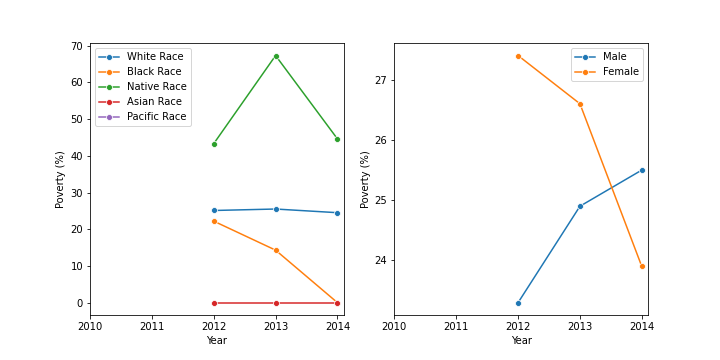 70
60
50
40
30
20
10
0
Poverty (%)
White Race
Black Race
Native Race
Asian Race
Pacific Race
2010 2011 2012 2013 2014
Year
27
26
25
24
Poverty (%)
Male
Female
2010 2011 2012 2013 2014
Year